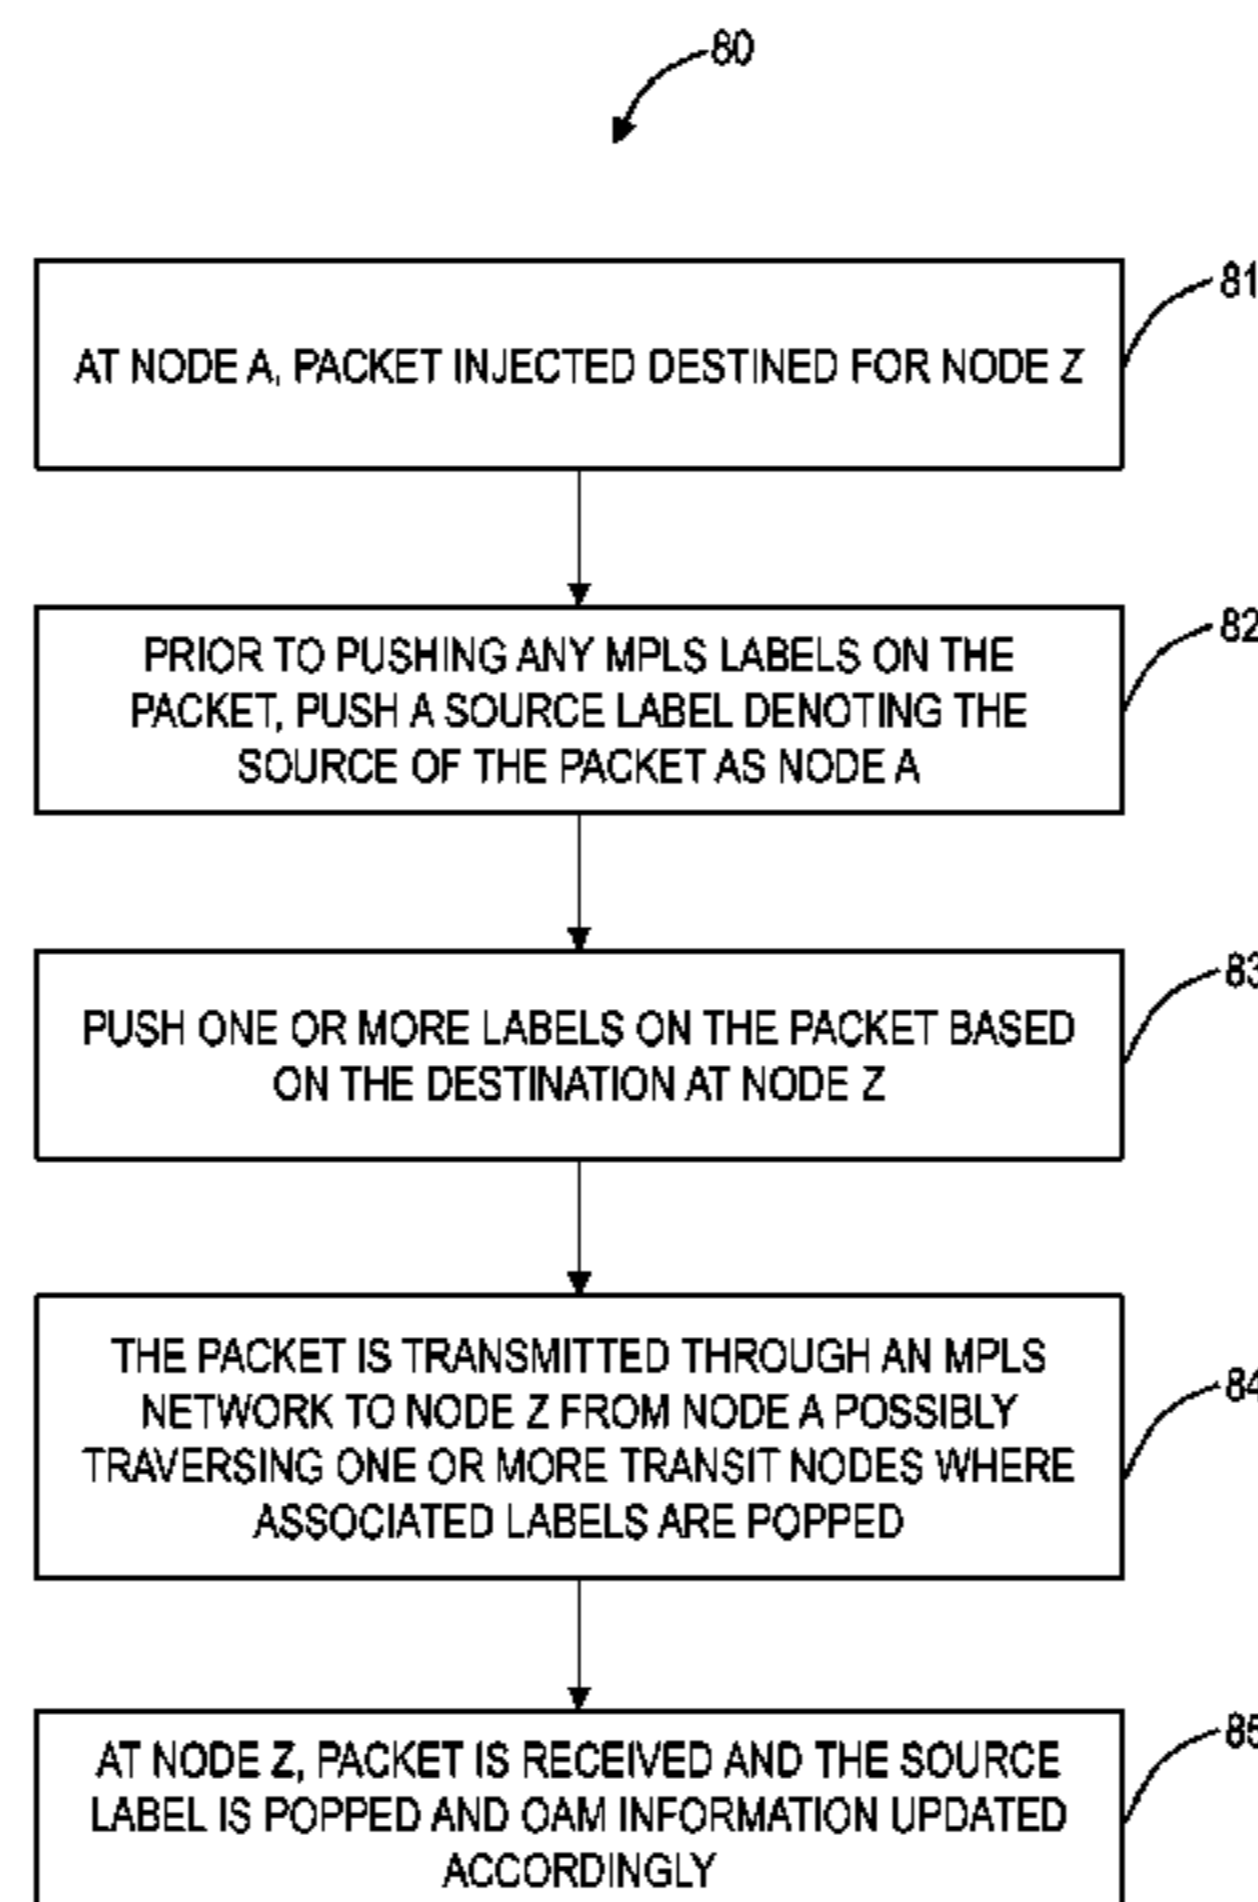 80
81
AT NODE A, PACKET INJECTED DESTINED FOR NODE Z
82
PRIOR TO PUSHING ANY MPLS LABELS ON THE
PACKET, PUSH A SOURCE LABEL DENOTING THE
SOURCE OF THE PACKET AS NODE A
83
PUSH ONE OR MORE LABELS ON THE PACKET BASED
ON THE DESTINATION AT NODE Z
84
THE PACKET IS TRANSMITTED THROUGH AN MPLS
NETWORK TO NODE Z FROM NODE A POSSIBLY
TRAVERSING ONE OR MORE TRANSIT NODES WHERE
ASSOCIATED LABELS ARE POPPED
85
AT NODE Z, PACKET IS RECEIVED AND THE SOURCE
LABEL IS POPPED AND OAM INFORMATION UPDATED
ACCORDINGLY